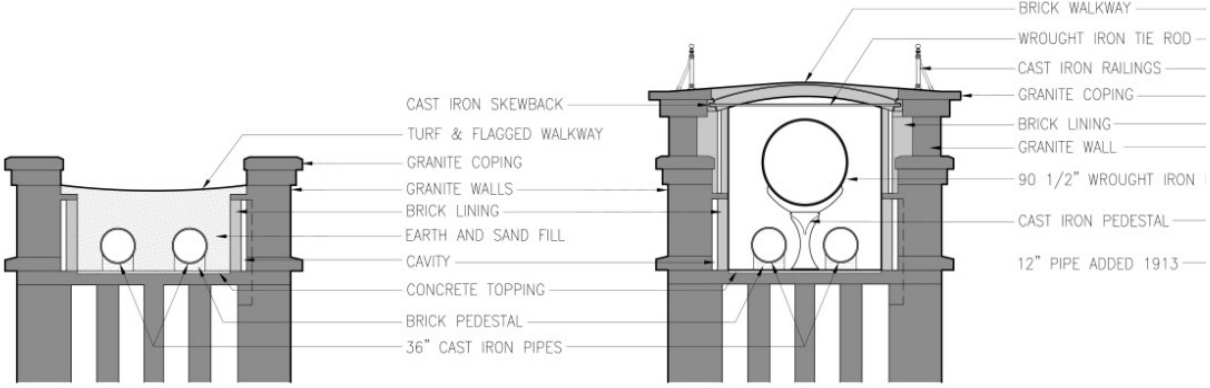 CAST IRON SKEWBACK
TURF & FLAGGED WALKWAY
GRANITE COPING
GRANITE WALLS
BRICK LINING
EARTH AND SAND FILL
CAVITY
CONCRETE TOPPING
BRICK PEDESTAL
36" CAST IRON PIPES
BRICK WALKWAY
WROUGHT IRON TIE ROD
CAST IRON RAILINGS
GRANITE COPING
BRICK LINING
GRANITE WALL
90 1/2" WROUGHT IRON
CAST IRON PEDESTAL
12" PIPE ADDED 1913